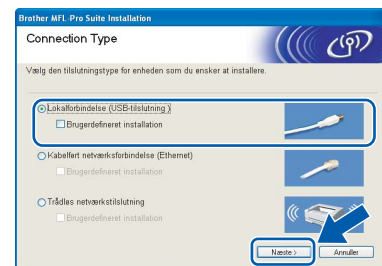 Brother MFL-Pro Suite Installation
Connection Type
Vælg den tilslutningstype for enheden som du ønsker at installere.
Lokalforbindelse (USB-tilslutning )
Brugerdefineret installation
Kabelført netværksforbindelse (Ethernet)
Brugerdefineret installation
Trådløs netværkstilslutning
Brugerdefineret installation
Næste >
Annuller